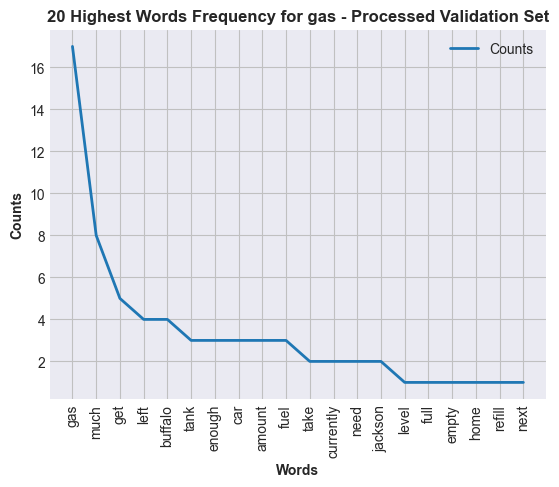 20 Highest Words Frequency for gas - Processed Validation Set
Counts
16
14
12
10
8
6
4
2
Counts
gas
much
get
left
buffalo
tank
enough
car
amount
fuel
take
currently
need
jackson
level
full
empty
home
refill
next
Words